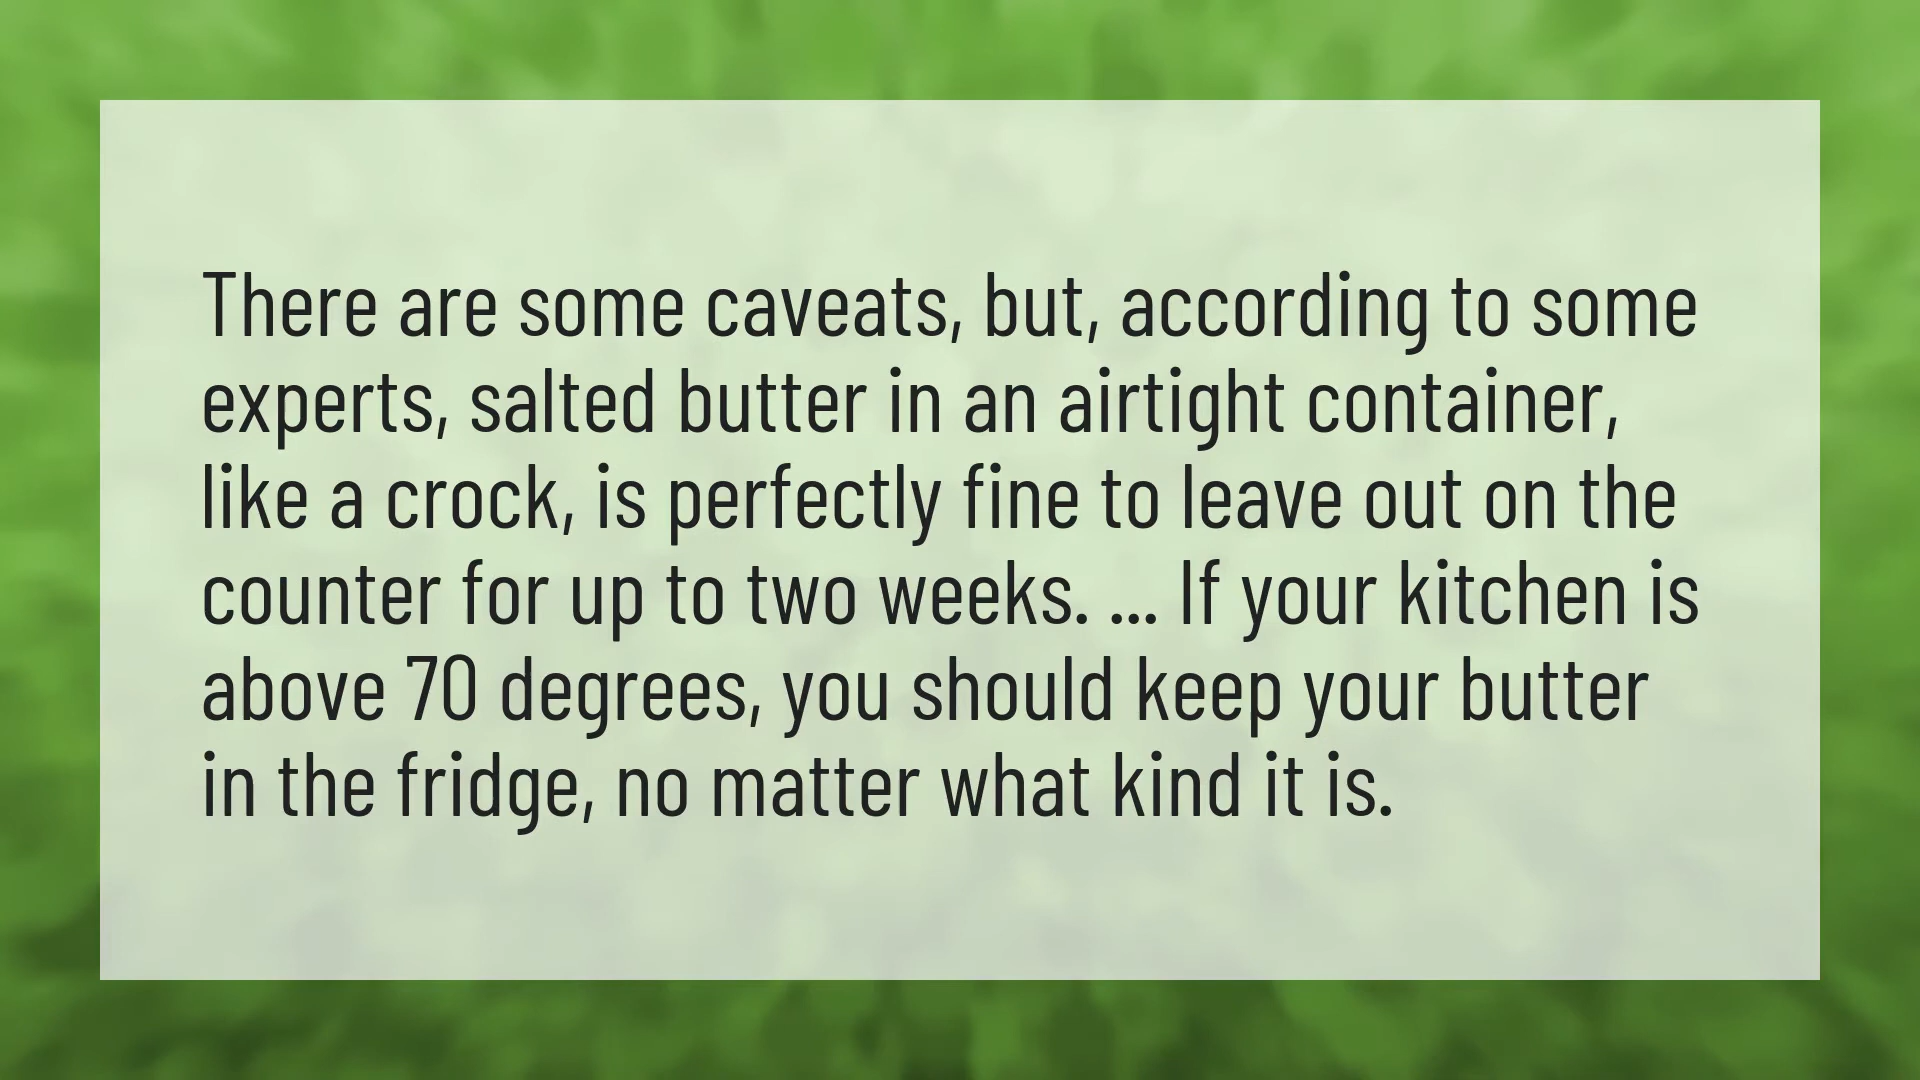 There are some caveats, but, according to some
experts, salted butter in an airtight container,
like a crock, is perfectly fine to leave out on the
counter for up to two weeks. ... If your kitchen is
above 70 degrees, you should keep your butter
in the fridge, no matter what kind it is.